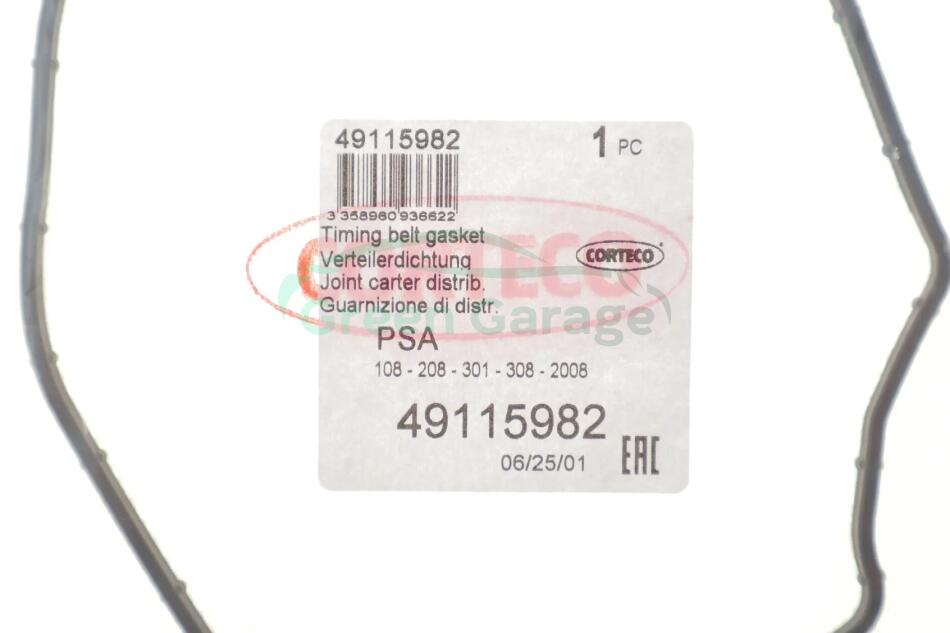 49115982
1 PC
3 358960 936622
Timing belt gasket
Verteilerdichtung
CORTECO
Joint carter distrib.
Guarnizione di distr.
CORTECO
Green Garage
PSA
108 - 208 - 301 - 308 - 2008
49115982
06/25/01
EAC